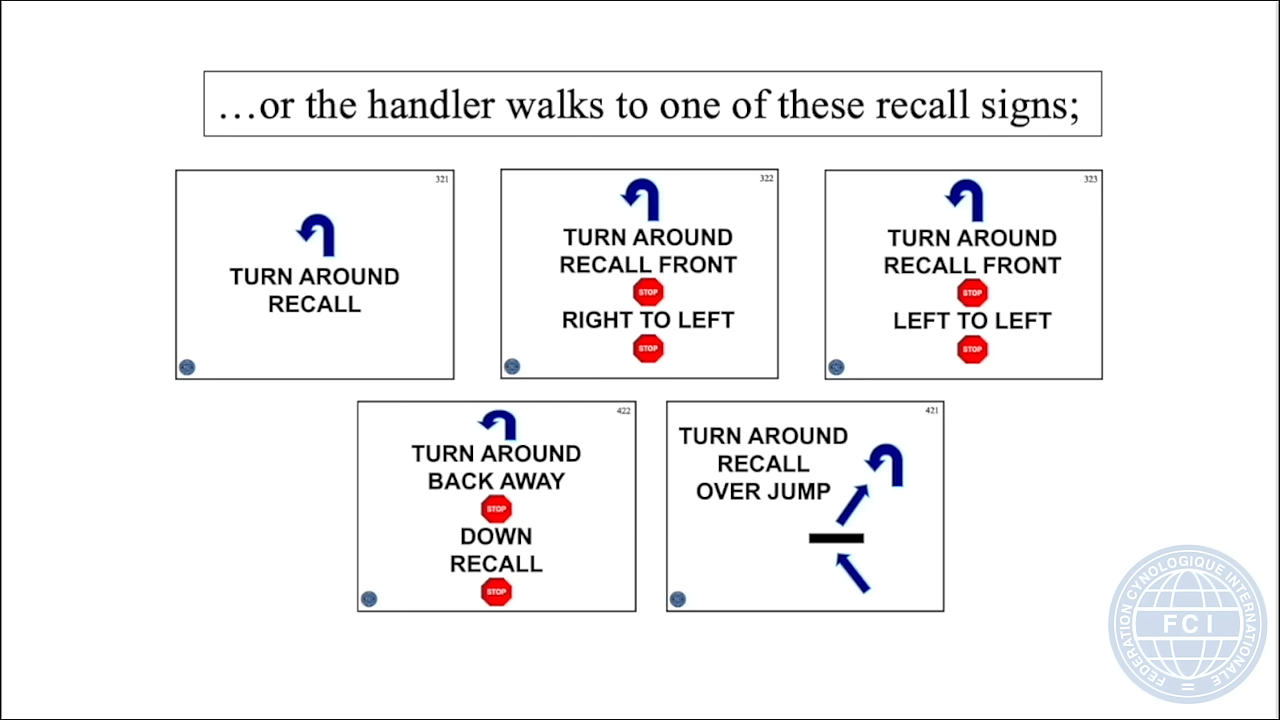 …or the handler walks to one of these recall signs;
321
TURN AROUND
RECALL
322
TURN AROUND
RECALL FRONT
STOP
RIGHT TO LEFT
STOP
323
TURN AROUND
RECALL FRONT
STOP
LEFT TO LEFT
STOP
422
TURN AROUND
BACK AWAY
STOP
DOWN
RECALL
STOP
421
TURN AROUND
RECALL
OVER JUMP
FEDERATION CYNOLOGIQUE INTERNATIONALE
FCI